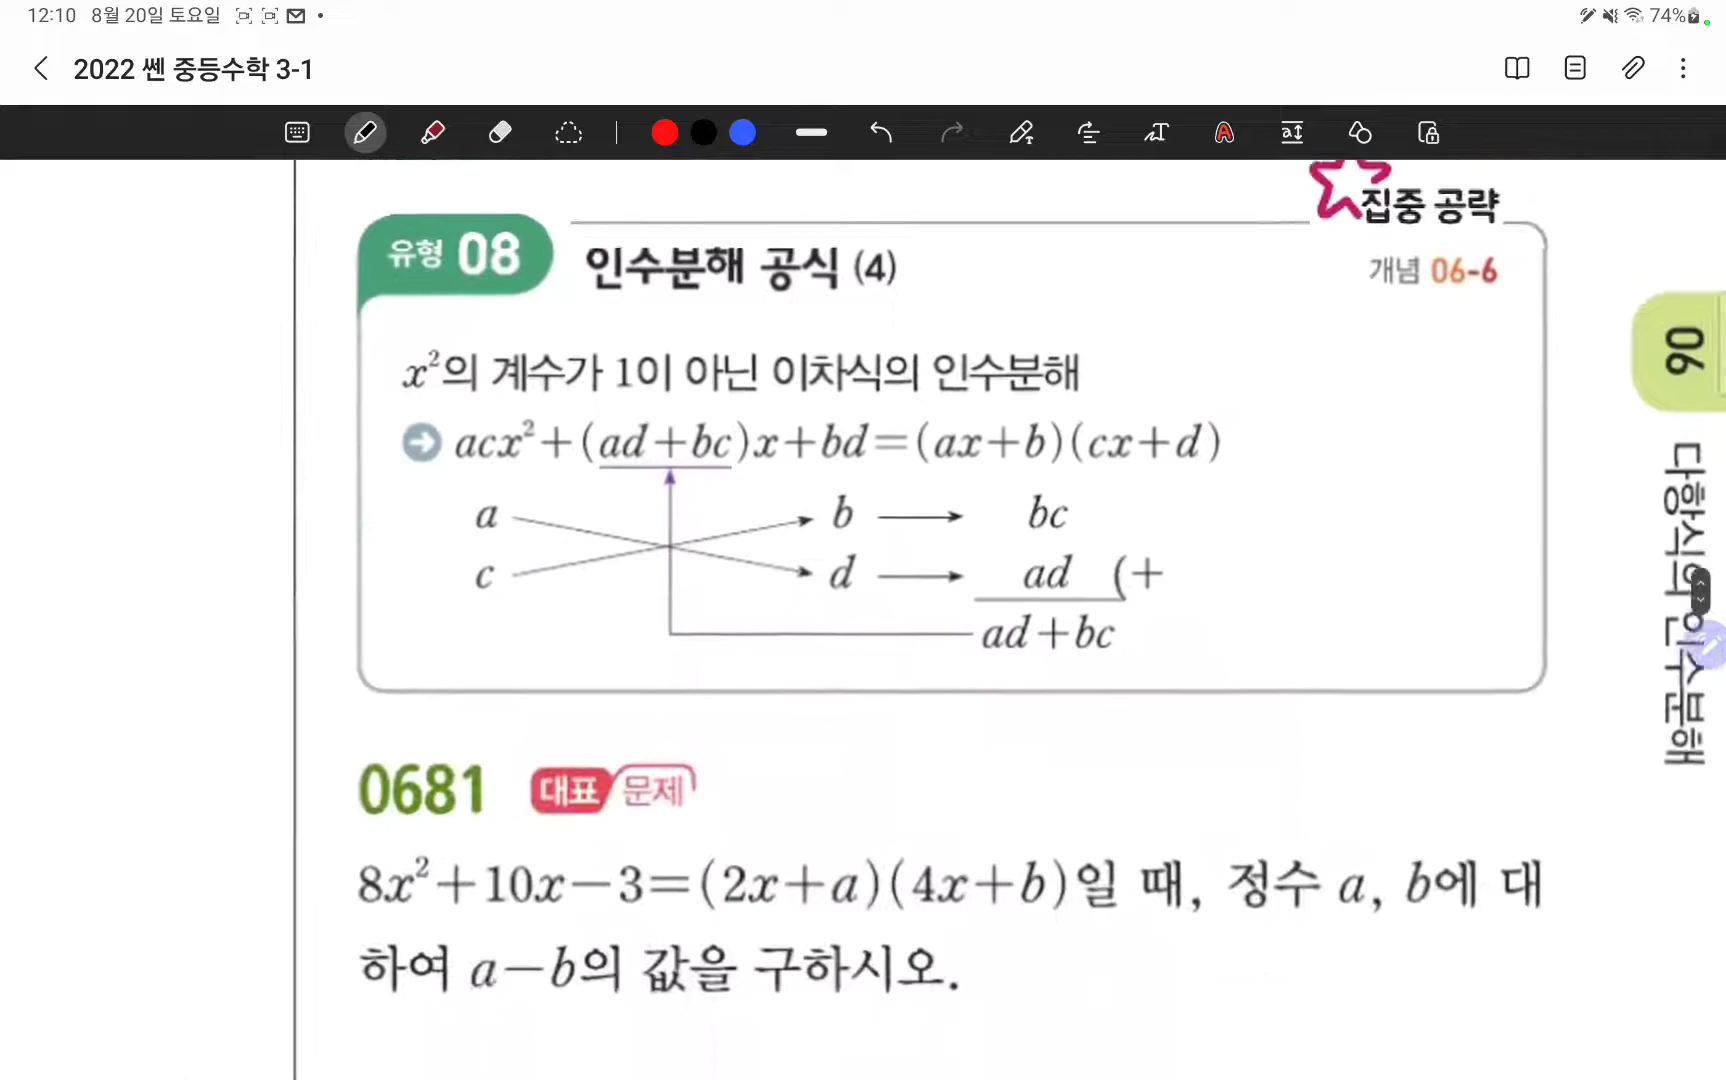 12:10 8월 20일 토요일
74%
2022 쎈 중등수학 3-1
집중 공략
유형 08 인수분해 공식 (4)
개념 06-6
x²의 계수가 1이 아닌 이차식의 인수분해
acx²+(ad+bc)x+bd=(ax+b)(cx+d)
a b bc
c d ad (+
ad+bc
0681 대표 문제
8x²+10x-3=(2x+a)(4x+b)일 때, 정수 a, b에 대
하여 a-b의 값을 구하시오.
06
다항식의 인수분해